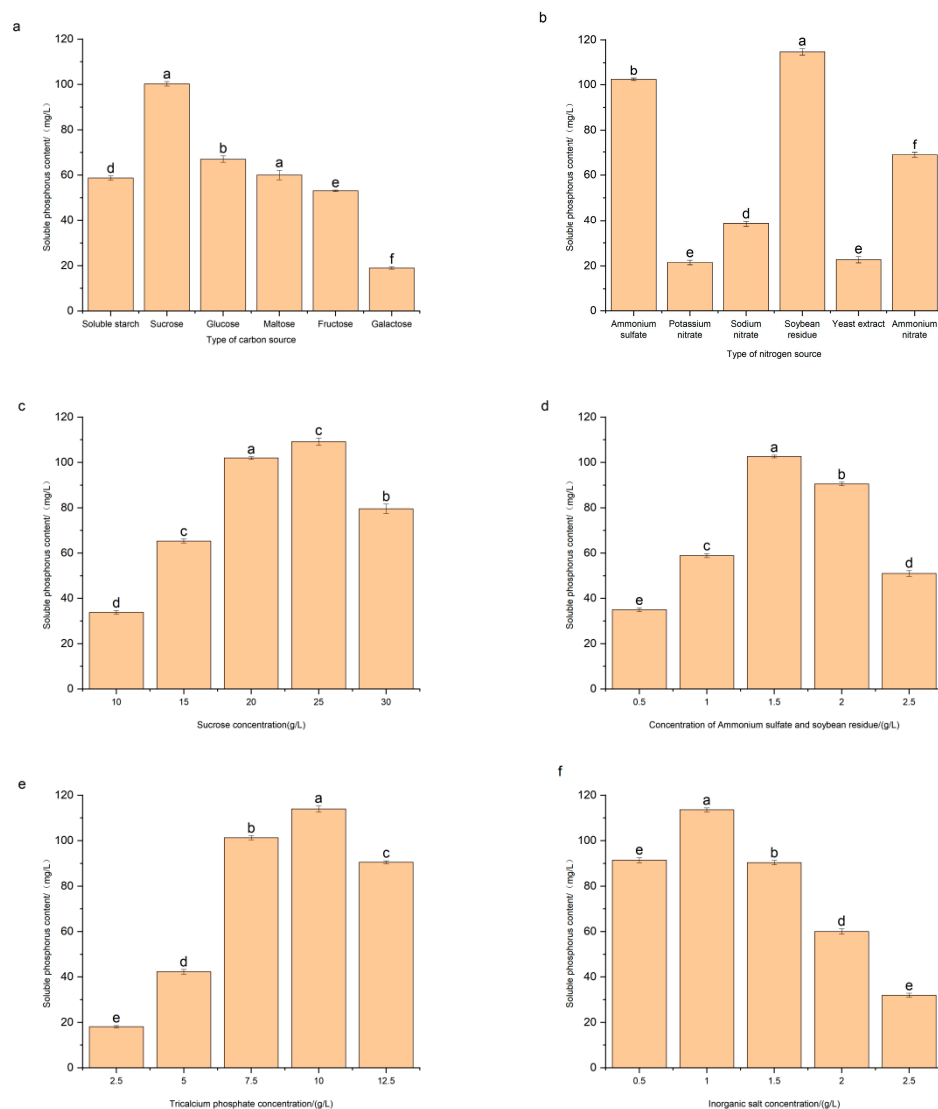 a
b
120
100
80
60
40
20
0
Soluble phosphorus content/（mg/L）
d
a
b
a
e
f
Soluble starch Sucrose Glucose Maltose Fructose Galactose
Type of carbon source
120
100
80
60
40
20
0
Soluble phosphorus content/（mg/L）
b
e
d
a
e
f
Ammonium sulfate
Potassium nitrate
Sodium nitrate
Soybean residue
Yeast extract
Ammonium nitrate
Type of nitrogen source
c
d
120
100
80
60
40
20
0
Soluble phosphorus content/（mg/L）
d
c
a
c
b
10 15 20 25 30
Sucrose concentration(g/L)
120
100
80
60
40
20
0
Soluble phosphorus content/（mg/L）
e
c
a
b
d
0.5 1 1.5 2 2.5
Concentration of Ammonium sulfate and soybean residue/(g/L)
e
f
120
100
80
60
40
20
0
Soluble phosphorus content/（mg/L）
e
d
b
a
c
2.5 5 7.5 10 12.5
Tricalcium phosphate concentration/(g/L)
120
100
80
60
40
20
0
Soluble phosphorus content/（mg/L）
e
a
b
d
e
0.5 1 1.5 2 2.5
Inorganic salt concentration/(g/L)